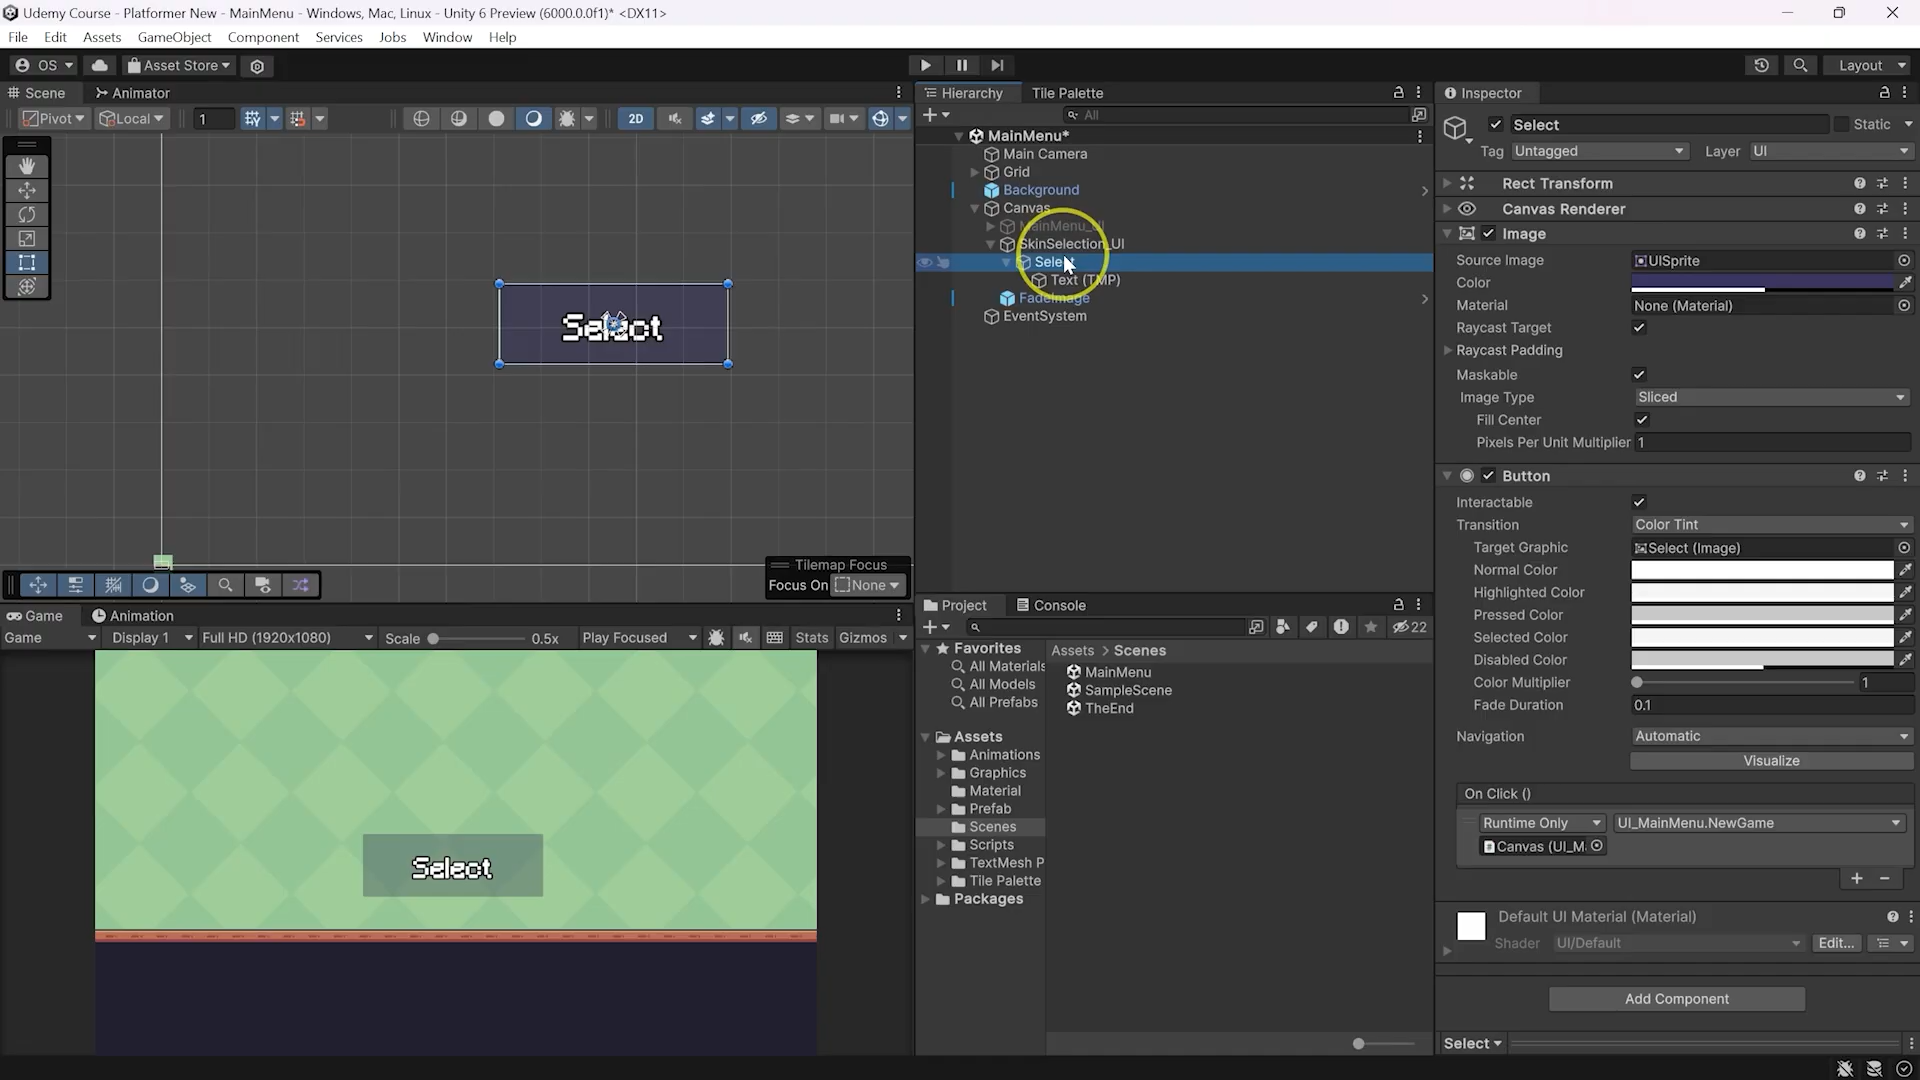 Udemy Course - Platformer New - MainMenu - Windows, Mac, Linux - Unity 6 Preview (6000.0.0f1)* <DX11>
File Edit Assets GameObject Component Services Jobs Window Help
OS Asset Store Layout
Scene Animator
Pivot Local 1 2D
Select
Tilemap Focus
Focus On None
Game Animation
Game Display 1 Full HD (1920x1080) Scale 0.5x Play Focused Stats Gizmos
Select
Hierarchy Tile Palette
All
MainMenu*
Main Camera
Grid
Background
Canvas
MainMenu_UI
SkinSelection_UI
Select
Text (TMP)
FadeImage
EventSystem
Project Console
22
Favorites
All Materials
All Models
All Prefabs
Assets
Animations
Graphics
Material
Prefab
Scenes
Scripts
TextMesh P
Tile Palette
Packages
Assets > Scenes
MainMenu
SampleScene
TheEnd
Inspector
Select Static
Tag Untagged Layer UI
Rect Transform
Canvas Renderer
Image
Source Image UISprite
Color
Material None (Material)
Raycast Target
Raycast Padding
Maskable
Image Type Sliced
Fill Center
Pixels Per Unit Multiplier 1
Button
Interactable
Transition Color Tint
Target Graphic Select (Image)
Normal Color
Highlighted Color
Pressed Color
Selected Color
Disabled Color
Color Multiplier 1
Fade Duration 0.1
Navigation Automatic
Visualize
On Click ()
Runtime Only UI_MainMenu.NewGame
Canvas (UI_M
Default UI Material (Material)
Shader UI/Default Edit...
Add Component
Select